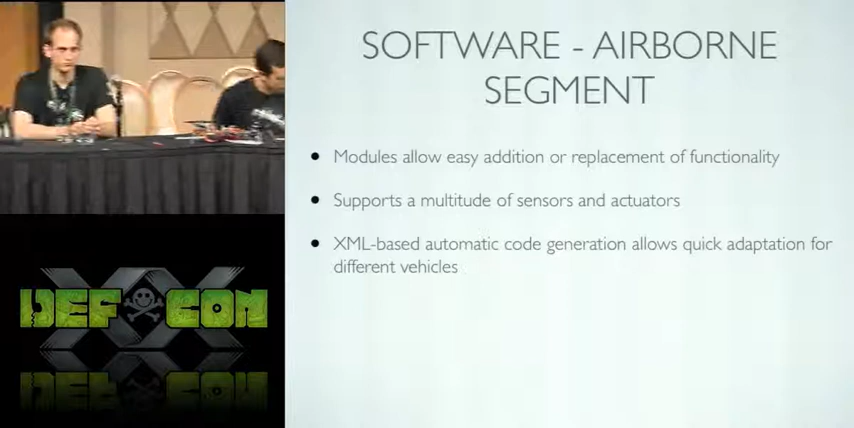 SOFTWARE - AIRBORNE
SEGMENT
• Modules allow easy addition or replacement of functionality
• Supports a multitude of sensors and actuators
• XML-based automatic code generation allows quick adaptation for
different vehicles
DEF CON
XX